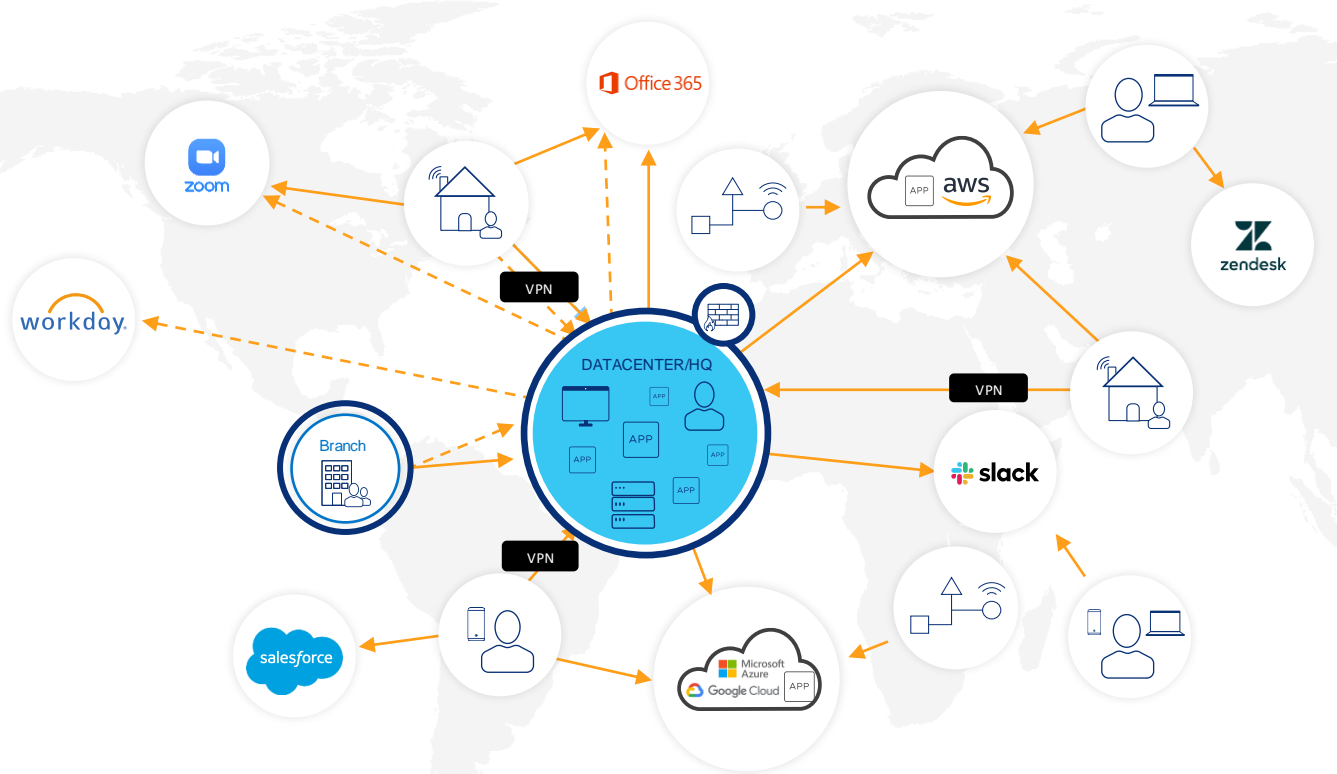 Office 365
zoom
APP
aws
zendesk
VPN
workday.
DATACENTER/HQ
APP
VPN
Branch
APP
APP
APP
slack
APP
VPN
salesforce
Microsoft
Azure
Google Cloud
APP